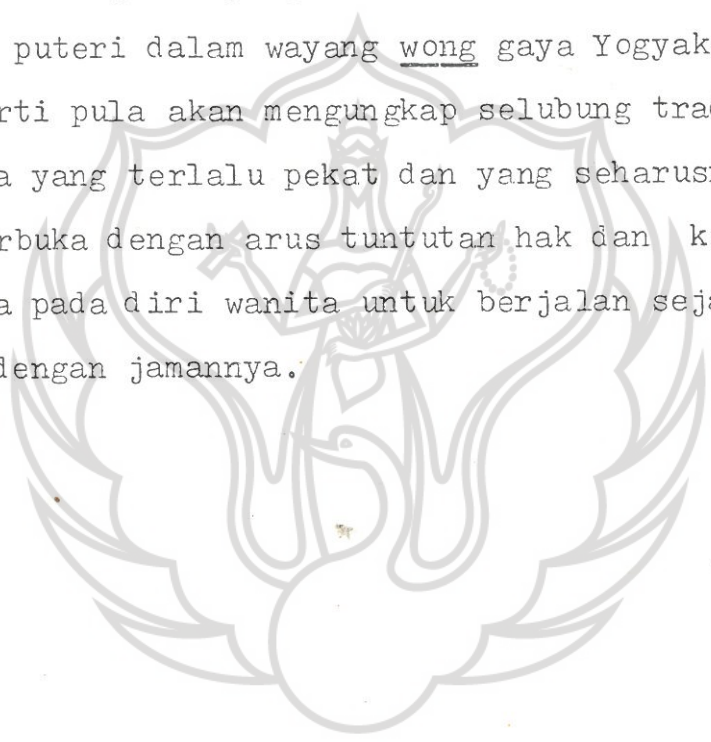 puteri dalam wayang wong gaya Yogyak
rti pula akan mengungkap selubung tra
a yang terlalu pekat dan yang seharus
rbuka dengan arus tuntutan hak dan k
a pada diri wanita untuk berjalan sej
dengan jamannya.